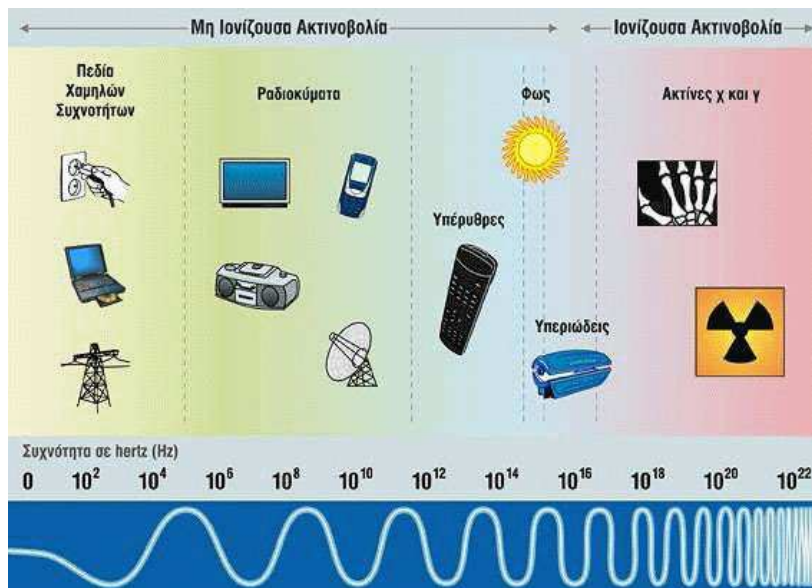 Μη Ιονίζουσα Ακτινοβολία
Ιονίζουσα Ακτινοβολία
Πεδία
Χαμηλών
Συχνοτήτων
Ραδιοκύματα
Φως
Ακτίνες χ και γ
Υπέρυθρες
Υπεριώδεις
Συχνότητα σε hertz (Hz)
0 10² 10⁴ 10⁶ 10⁸ 10¹⁰ 10¹² 10¹⁴ 10¹⁶ 10¹⁸ 10²⁰ 10²²